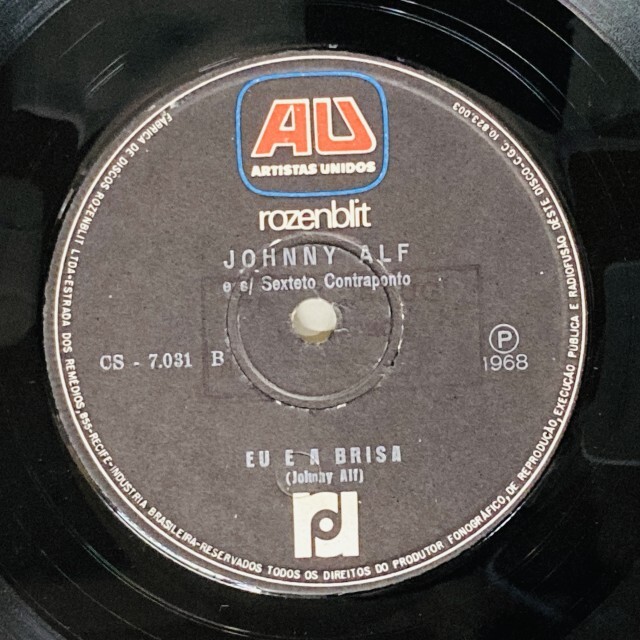 AU
ARTISTAS UNIDOS
rozenblit
JOHNNY ALF
e s/ Sexteto Contraponto
CS - 7.031 B
P
1968
EU E A BRISA
(Johnny Alf)
FÁBRICA DE DISCOS ROZENBLIT LTDA-ESTRADA DOS REMÉDIOS, 855-RECIFE-INDÚSTRIA BRASILEIRA-RESERVADOS TODOS OS DIREITOS DO PRODUTOR FONOGRÁFICO, DE REPRODUÇÃO, EXECUÇÃO PÚBLICA E RADIOFUSÃO DESTE DISCO-C.G.C. 10.822.003